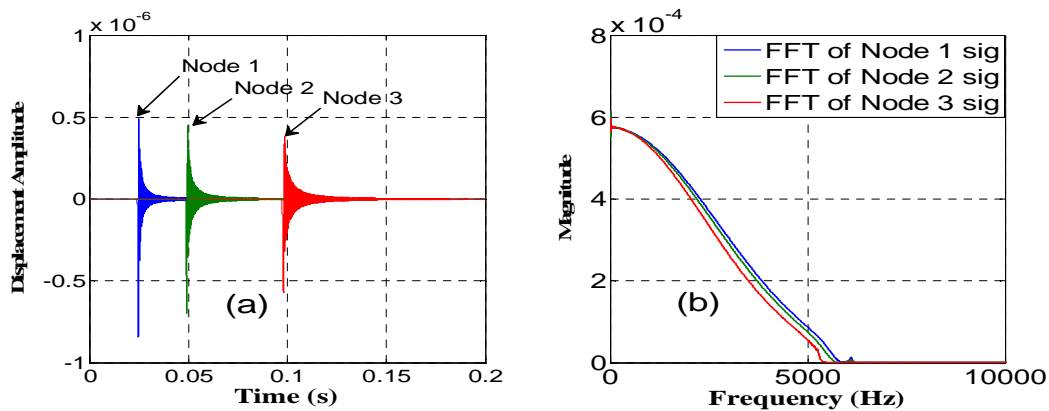 x 10^-6
1
0.5
0
-0.5
-1
0
0.05
0.1
0.15
0.2
Node 1
Node 2
Node 3
(a)
Displacement Amplitude
Time (s)
x 10^-4
8
6
4
2
0
0
5000
10000
FFT of Node 1 sig
FFT of Node 2 sig
FFT of Node 3 sig
(b)
Magnitude
Frequency (Hz)